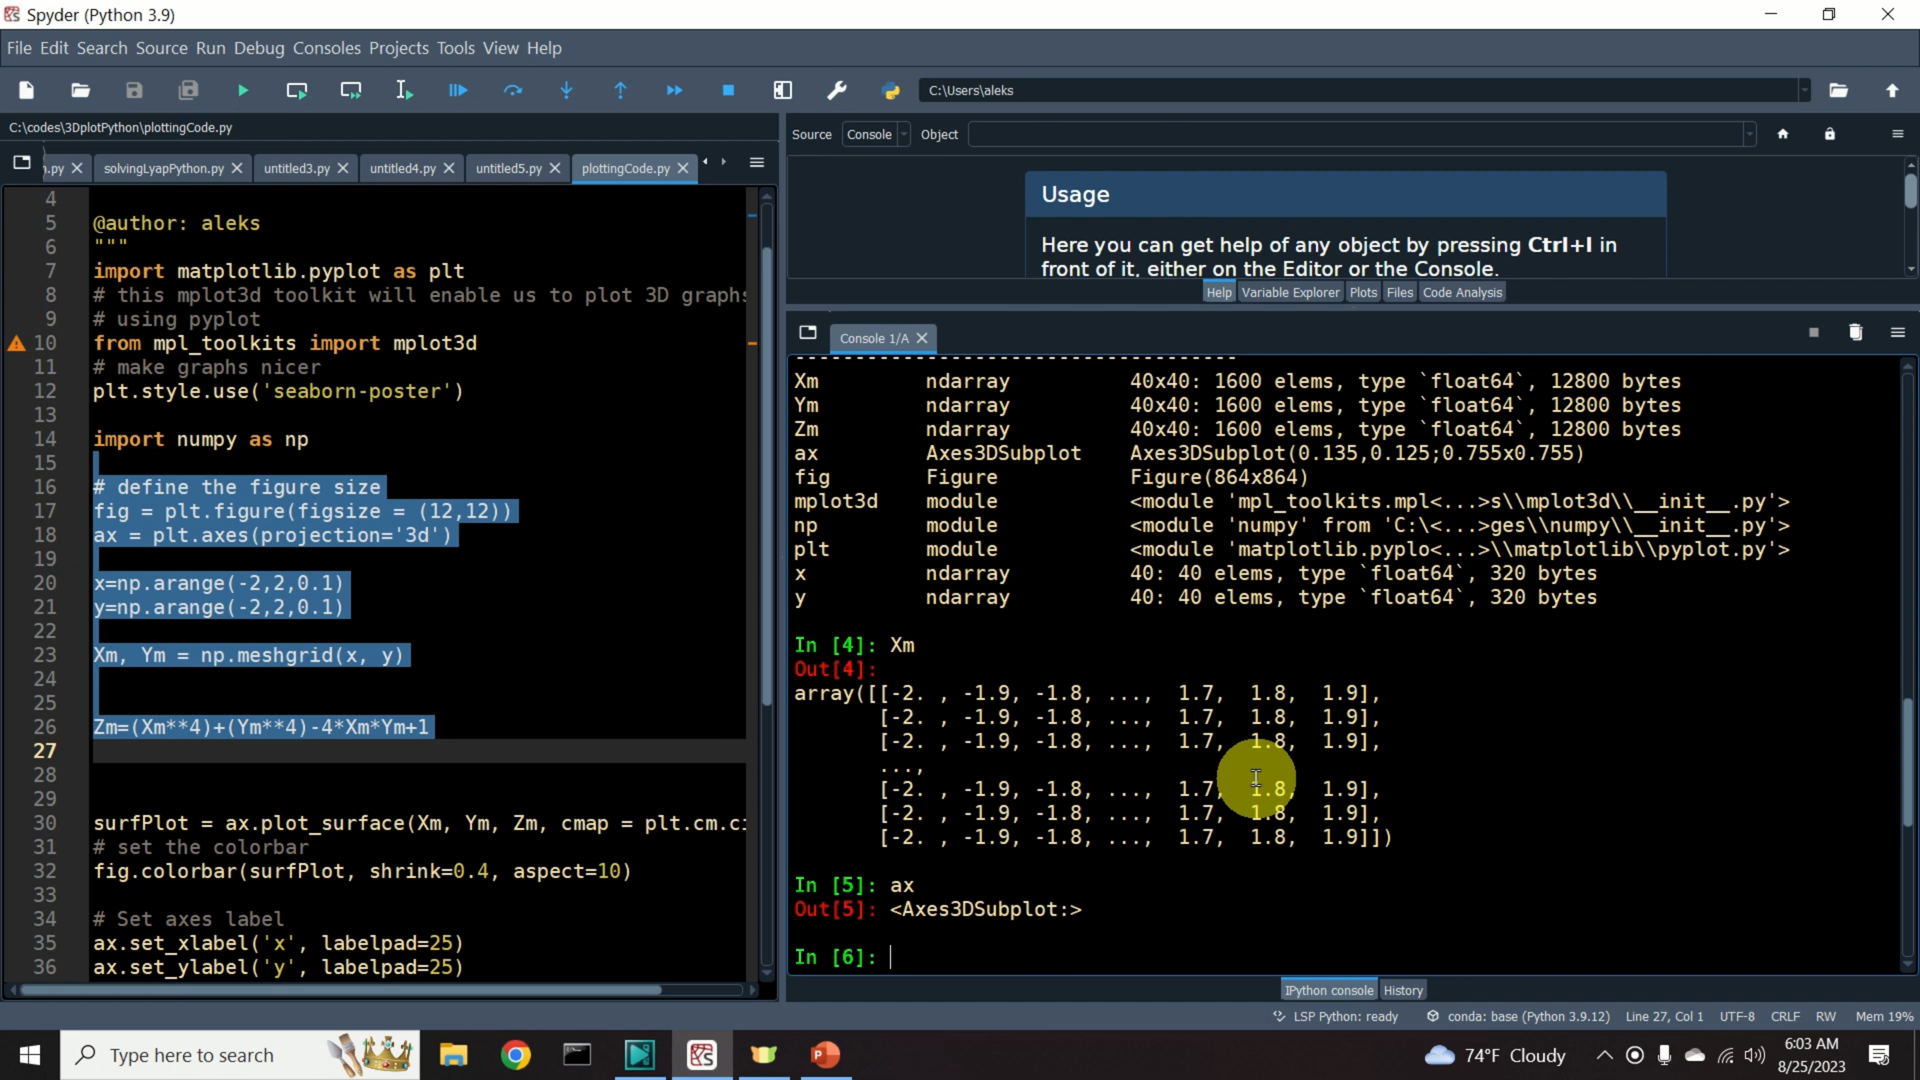 Spyder (Python 3.9)
File Edit Search Source Run Debug Consoles Projects Tools View Help
C:\Users\aleks
C:\codes\3DplotPython\plottingCode.py
n.py solvingLyapPython.py untitled3.py untitled4.py untitled5.py plottingCode.py
4
5 @author: aleks
6 """
7 import matplotlib.pyplot as plt
8 # this mplot3d toolkit will enable us to plot 3D graphs
9 # using pyplot
10 from mpl_toolkits import mplot3d
11 # make graphs nicer
12 plt.style.use('seaborn-poster')
13
14 import numpy as np
15
16 # define the figure size
17 fig = plt.figure(figsize = (12,12))
18 ax = plt.axes(projection='3d')
19
20 x=np.arange(-2,2,0.1)
21 y=np.arange(-2,2,0.1)
22
23 Xm, Ym = np.meshgrid(x, y)
24
25
26 Zm=(Xm**4)+(Ym**4)-4*Xm*Ym+1
27
28
29
30 surfPlot = ax.plot_surface(Xm, Ym, Zm, cmap = plt.cm.ci
31 # set the colorbar
32 fig.colorbar(surfPlot, shrink=0.4, aspect=10)
33
34 # Set axes label
35 ax.set_xlabel('x', labelpad=25)
36 ax.set_ylabel('y', labelpad=25)
Source Console Object
Usage
Here you can get help of any object by pressing Ctrl+I in
front of it, either on the Editor or the Console.
Help Variable Explorer Plots Files Code Analysis
Console 1/A
--------------------------------------
Xm ndarray 40x40: 1600 elems, type `float64`, 12800 bytes
Ym ndarray 40x40: 1600 elems, type `float64`, 12800 bytes
Zm ndarray 40x40: 1600 elems, type `float64`, 12800 bytes
ax Axes3DSubplot Axes3DSubplot(0.135,0.125;0.755x0.755)
fig Figure Figure(864x864)
mplot3d module <module 'mpl_toolkits.mpl<...>s\\mplot3d\\__init__.py'>
np module <module 'numpy' from 'C:\<...>ges\\numpy\\__init__.py'>
plt module <module 'matplotlib.pyplo<...>\\matplotlib\\pyplot.py'>
x ndarray 40: 40 elems, type `float64`, 320 bytes
y ndarray 40: 40 elems, type `float64`, 320 bytes
In [4]: Xm
Out[4]:
array([[-2. , -1.9, -1.8, ..., 1.7, 1.8, 1.9],
[-2. , -1.9, -1.8, ..., 1.7, 1.8, 1.9],
[-2. , -1.9, -1.8, ..., 1.7, 1.8, 1.9],
...,
[-2. , -1.9, -1.8, ..., 1.7, 1.8, 1.9],
[-2. , -1.9, -1.8, ..., 1.7, 1.8, 1.9],
[-2. , -1.9, -1.8, ..., 1.7, 1.8, 1.9]])
In [5]: ax
Out[5]: <Axes3DSubplot:>
In [6]:
IPython console History
LSP Python: ready conda: base (Python 3.9.12) Line 27, Col 1 UTF-8 CRLF RW Mem 19%
Type here to search
74°F Cloudy
6:03 AM
8/25/2023